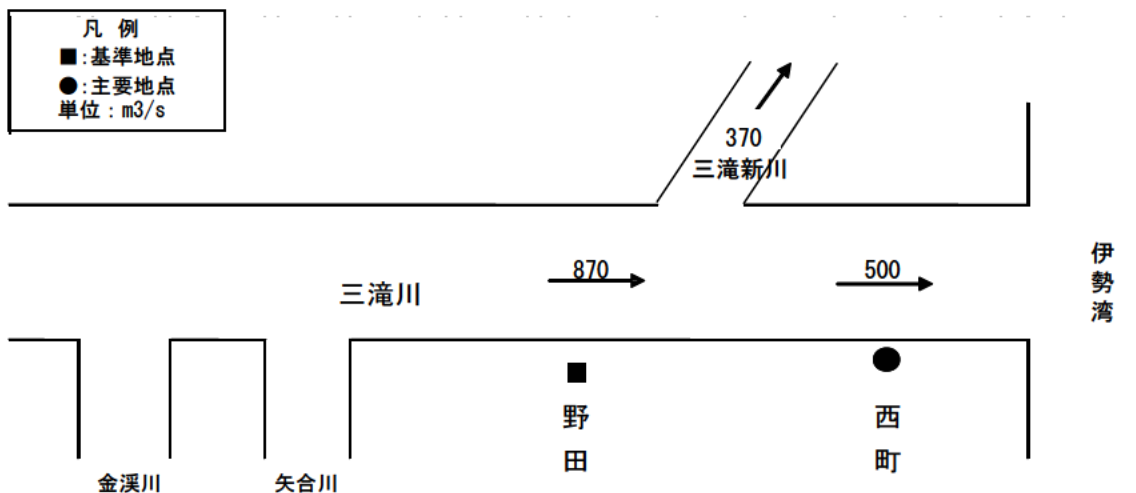 凡 例
■:基準地点
●:主要地点
単位：m3/s
370
三滝新川
870
500
三滝川
伊勢湾
野田
西町
金渓川
矢合川